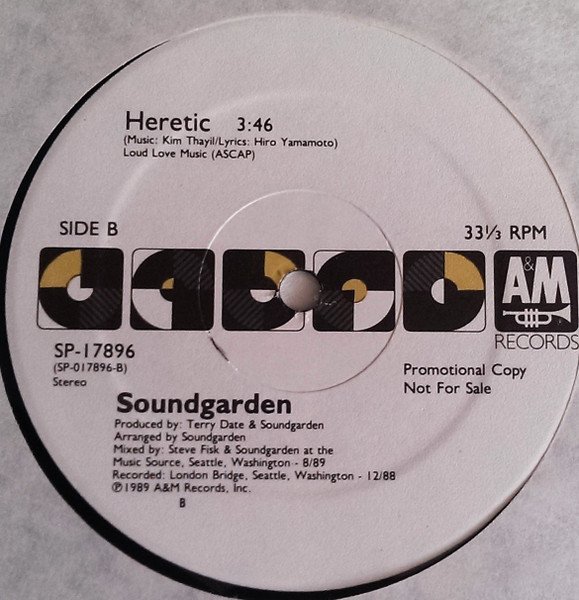 Heretic 3:46
(Music: Kim Thayil/Lyrics: Hiro Yamamoto)
Loud Love Music (ASCAP)
SIDE B
33⅓ RPM
A&M
RECORDS
SP-17896
(SP-017896-B)
Stereo
Promotional Copy
Not For Sale
Soundgarden
Produced by: Terry Date & Soundgarden
Arranged by Soundgarden
Mixed by: Steve Fisk & Soundgarden at the
Music Source, Seattle, Washington - 8/89
Recorded: London Bridge, Seattle, Washington - 12/88
℗1989 A&M Records, Inc.
B